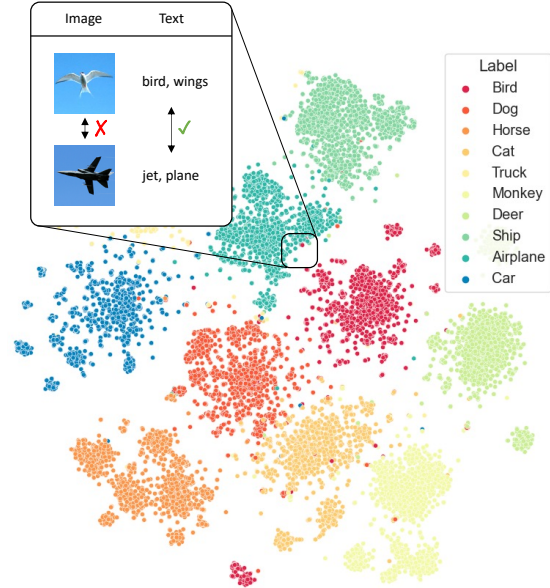 Image Text
bird, wings
✗ ✓
jet, plane
Label
Bird
Dog
Horse
Cat
Truck
Monkey
Deer
Ship
Airplane
Car